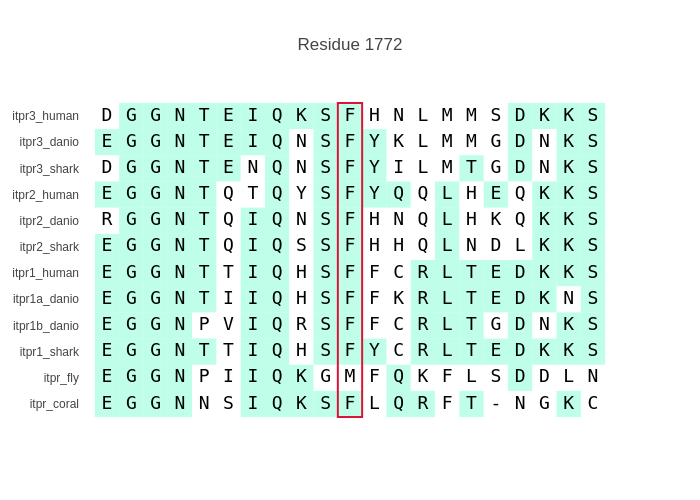 Residue 1772
itpr3_human D G G N T E I Q K S F H N L M M S D K K S
itpr3_danio E G G N T E I Q N S F Y K L M M G D N K S
itpr3_shark D G G N T E N Q N S F Y I L M T G D N K S
itpr2_human E G G N T Q T Q Y S F Y Q Q L H E Q K K S
itpr2_danio R G G N T Q I Q N S F H N Q L H K Q K K S
itpr2_shark E G G N T Q I Q S S F H H Q L N D L K K S
itpr1_human E G G N T T I Q H S F F C R L T E D K K S
itpr1a_danio E G G N T I I Q H S F F K R L T E D K N S
itpr1b_danio E G G N P V I Q R S F F C R L T G D N K S
itpr1_shark E G G N T T I Q H S F Y C R L T E D K K S
itpr_fly E G G N P I I Q K G M F Q K F L S D D L N
itpr_coral E G G N N S I Q K S F L Q R F T - N G K C